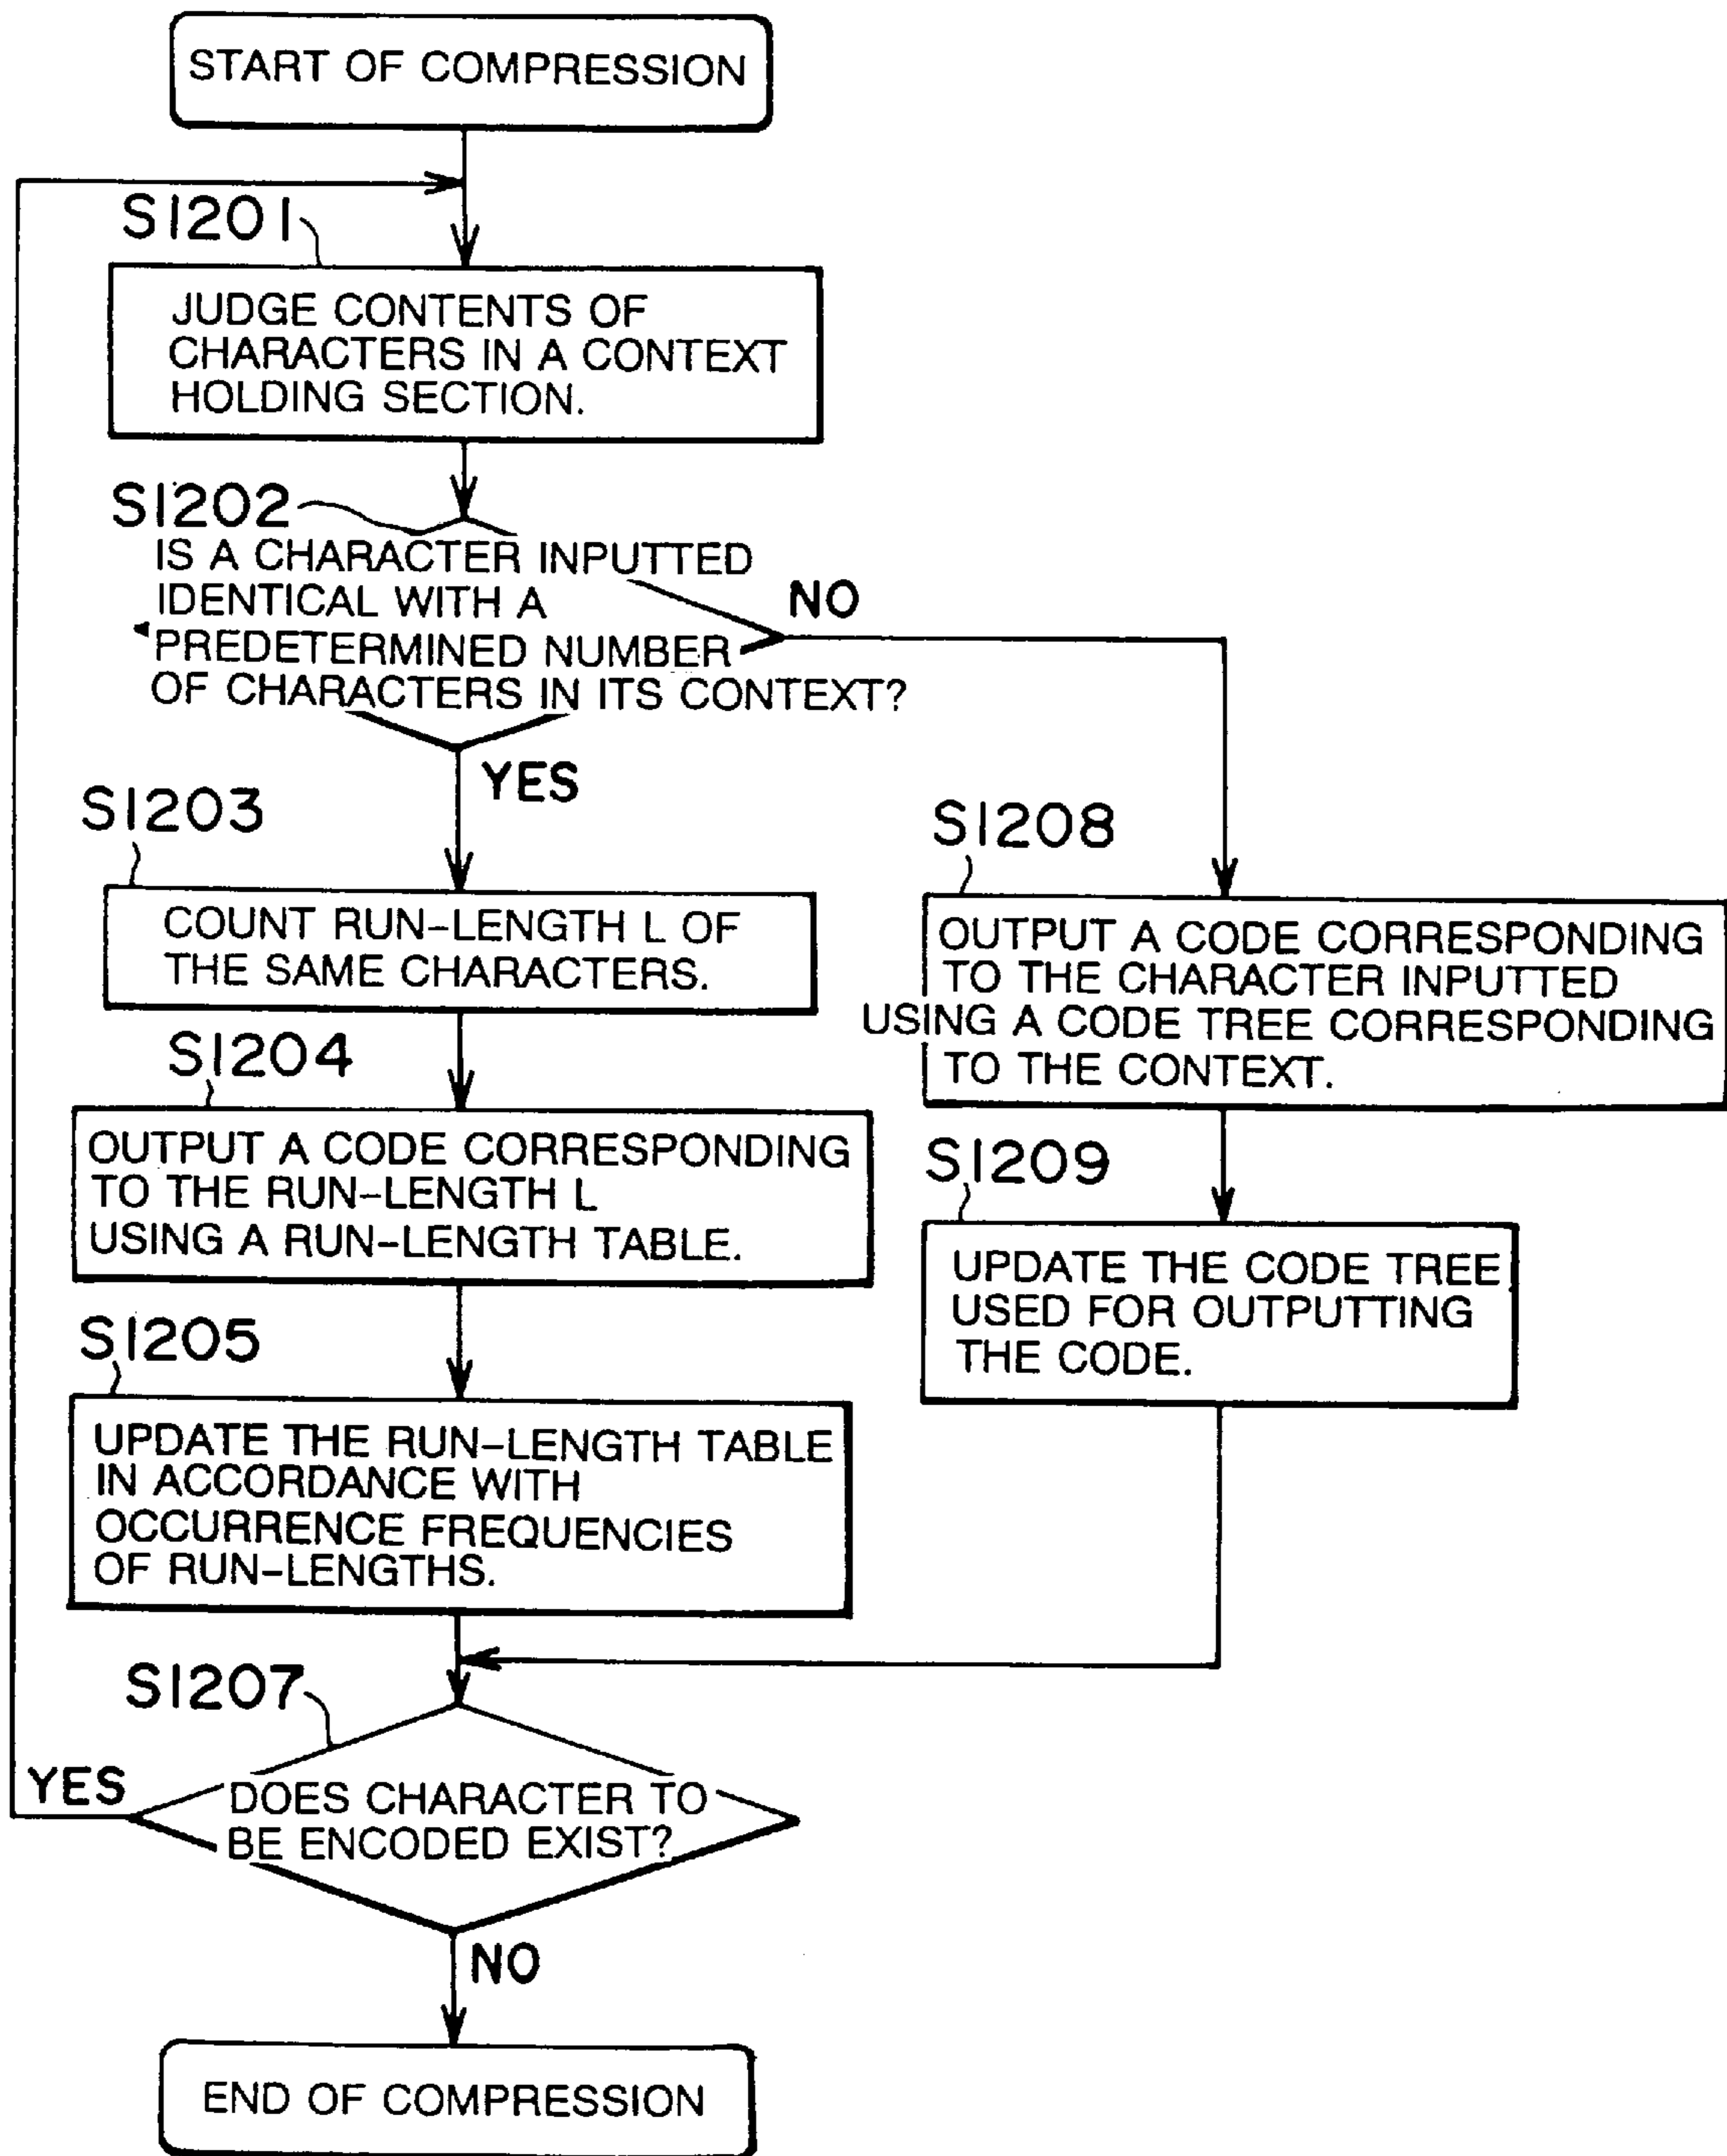 START OF COMPRESSION
S1201
JUDGE CONTENTS OF
CHARACTERS IN A CONTEXT
HOLDING SECTION.
S1202
IS A CHARACTER INPUTTED
IDENTICAL WITH A
PREDETERMINED NUMBER
OF CHARACTERS IN ITS CONTEXT?
NO
YES
S1203
COUNT RUN-LENGTH L OF
THE SAME CHARACTERS.
S1204
OUTPUT A CODE CORRESPONDING
TO THE RUN-LENGTH L
USING A RUN-LENGTH TABLE.
S1205
UPDATE THE RUN-LENGTH TABLE
IN ACCORDANCE WITH
OCCURRENCE FREQUENCIES
OF RUN-LENGTHS.
S1208
OUTPUT A CODE CORRESPONDING
TO THE CHARACTER INPUTTED
USING A CODE TREE CORRESPONDING
TO THE CONTEXT.
S1209
UPDATE THE CODE TREE
USED FOR OUTPUTTING
THE CODE.
S1207
YES
DOES CHARACTER TO
BE ENCODED EXIST?
NO
END OF COMPRESSION